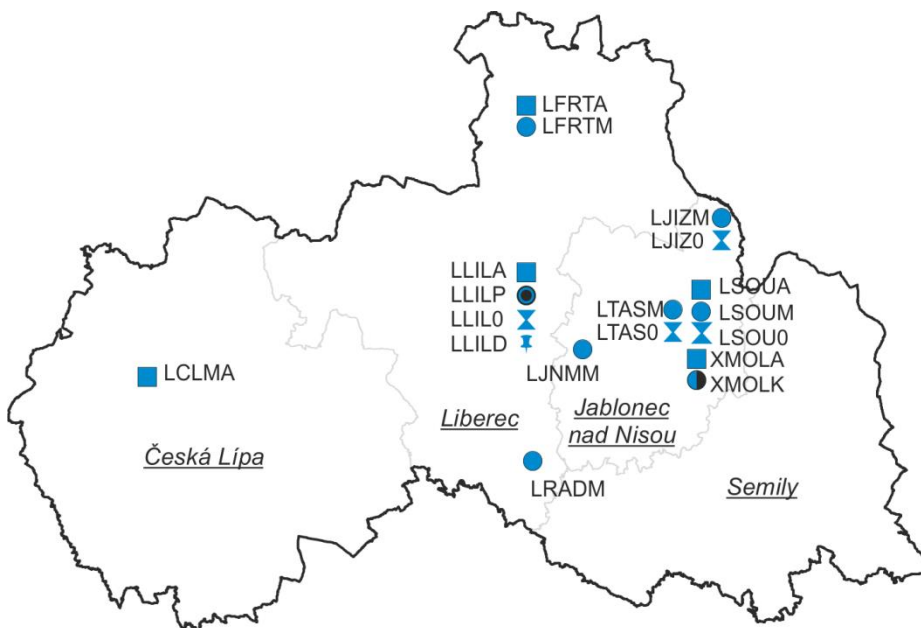 LFRTA
LFRTM
LJIZM
LJIZ0
LLILA
LLILP
LLIL0
LLILD
LSOUA
LTASM
LSOUM
LTAS0
LSOU0
XMOLA
XMOLK
LCLMA
LJNMM
Liberec
Jablonec
nad Nisou
Česká Lípa
LRADM
Semily